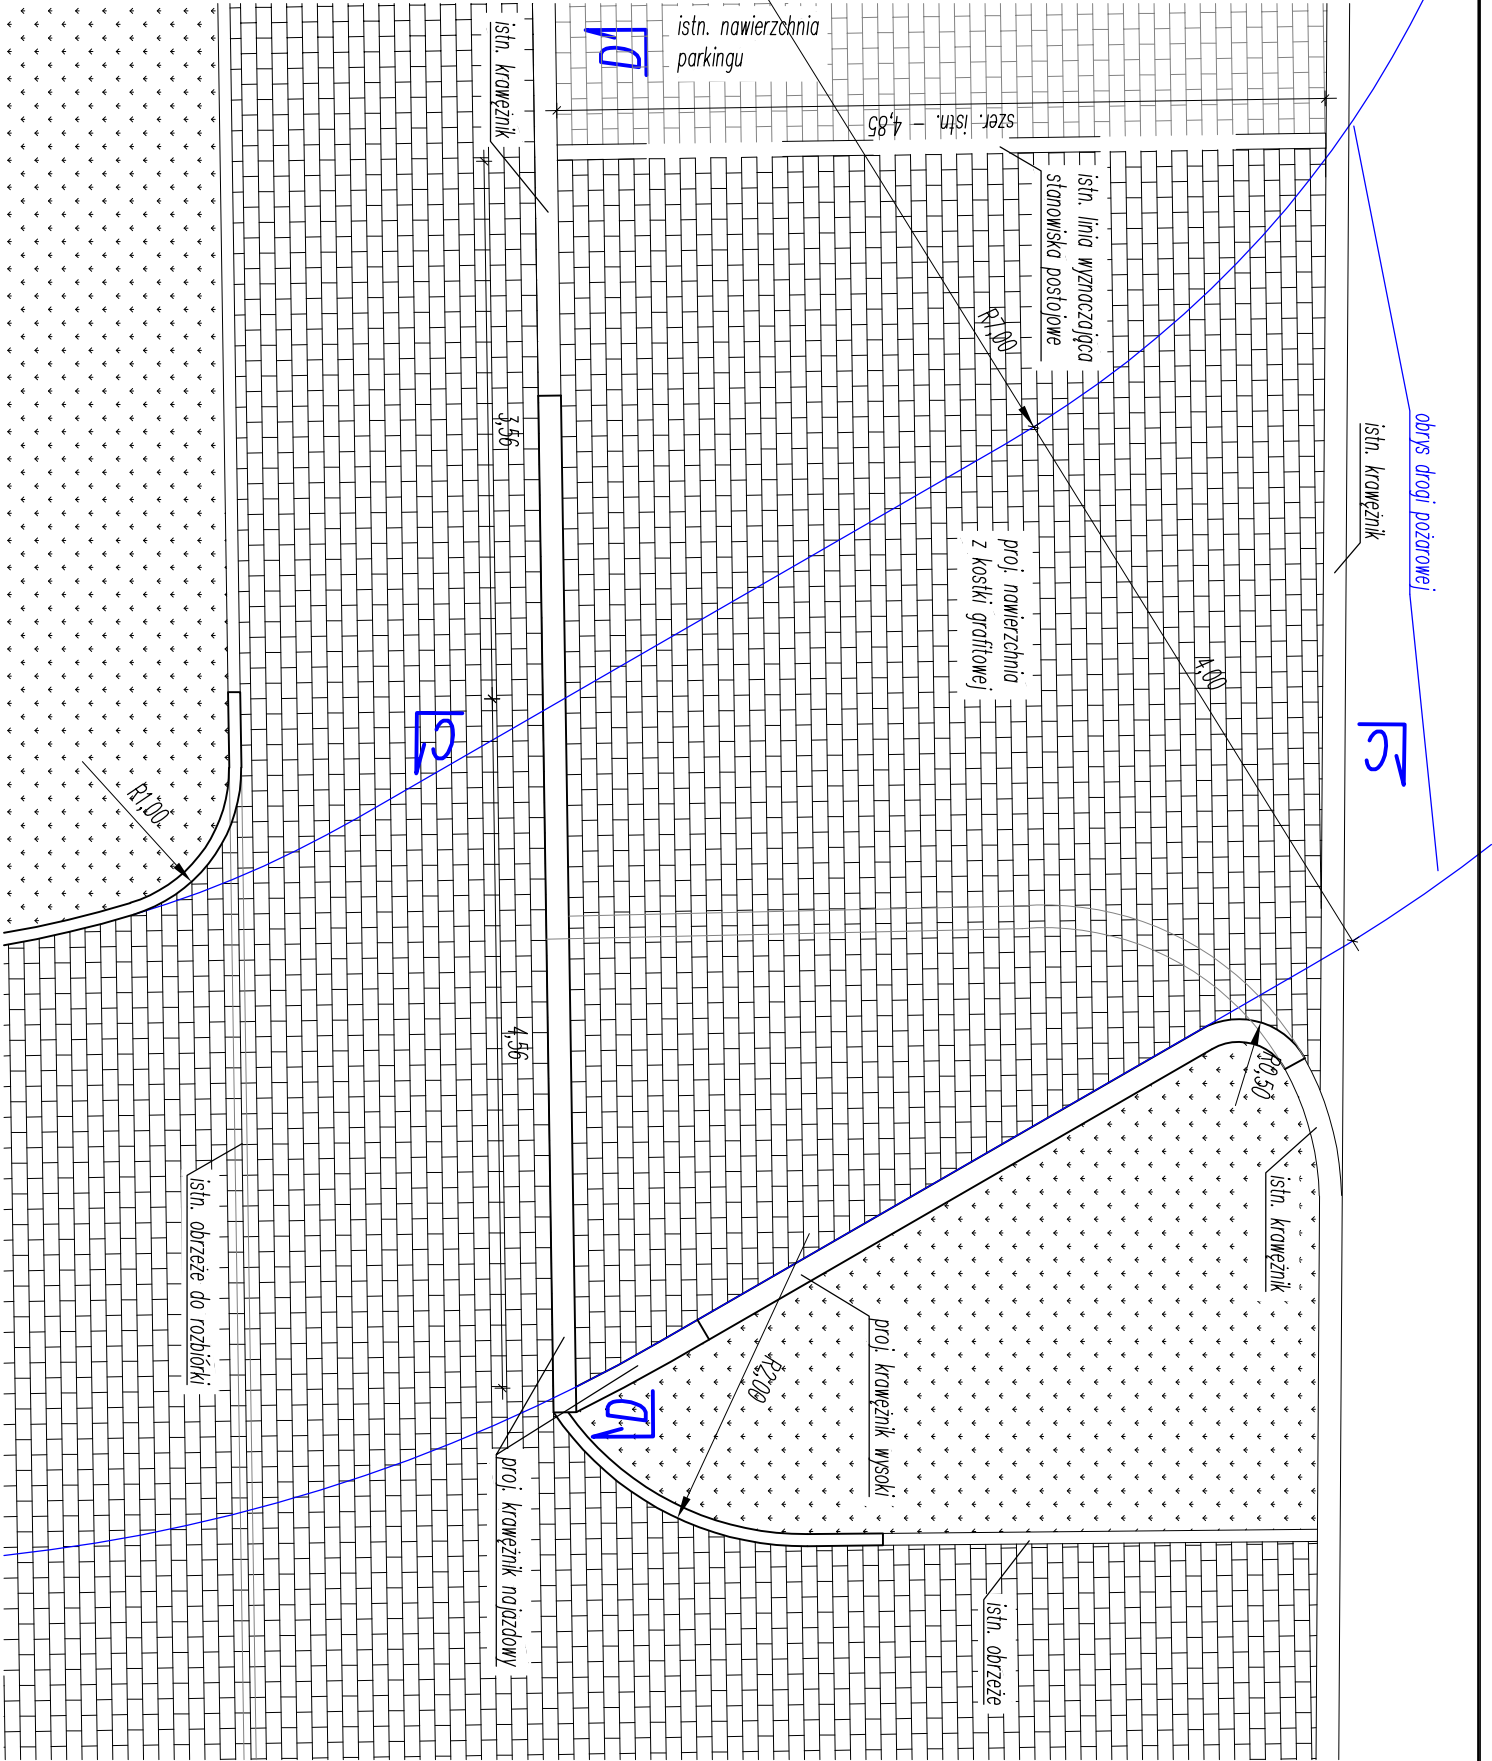 istn. nawierzchnia
parkingu
D
istn. krawężnik
szer. istn. - 4,85
istn. linia wyznaczająca
stanowiska postojowe
R7,00
obrys drogi pożarowej
istn. krawężnik
3,56
proj. nawierzchnia
z kostki grafitowej
4,00
C
C
R1,00
4,56
R0,50
istn. krawężnik
istn. obrzeże do rozbiórki
proj. krawężnik wysoki
R2,00
D
proj. krawężnik najazdowy
istn. obrzeże